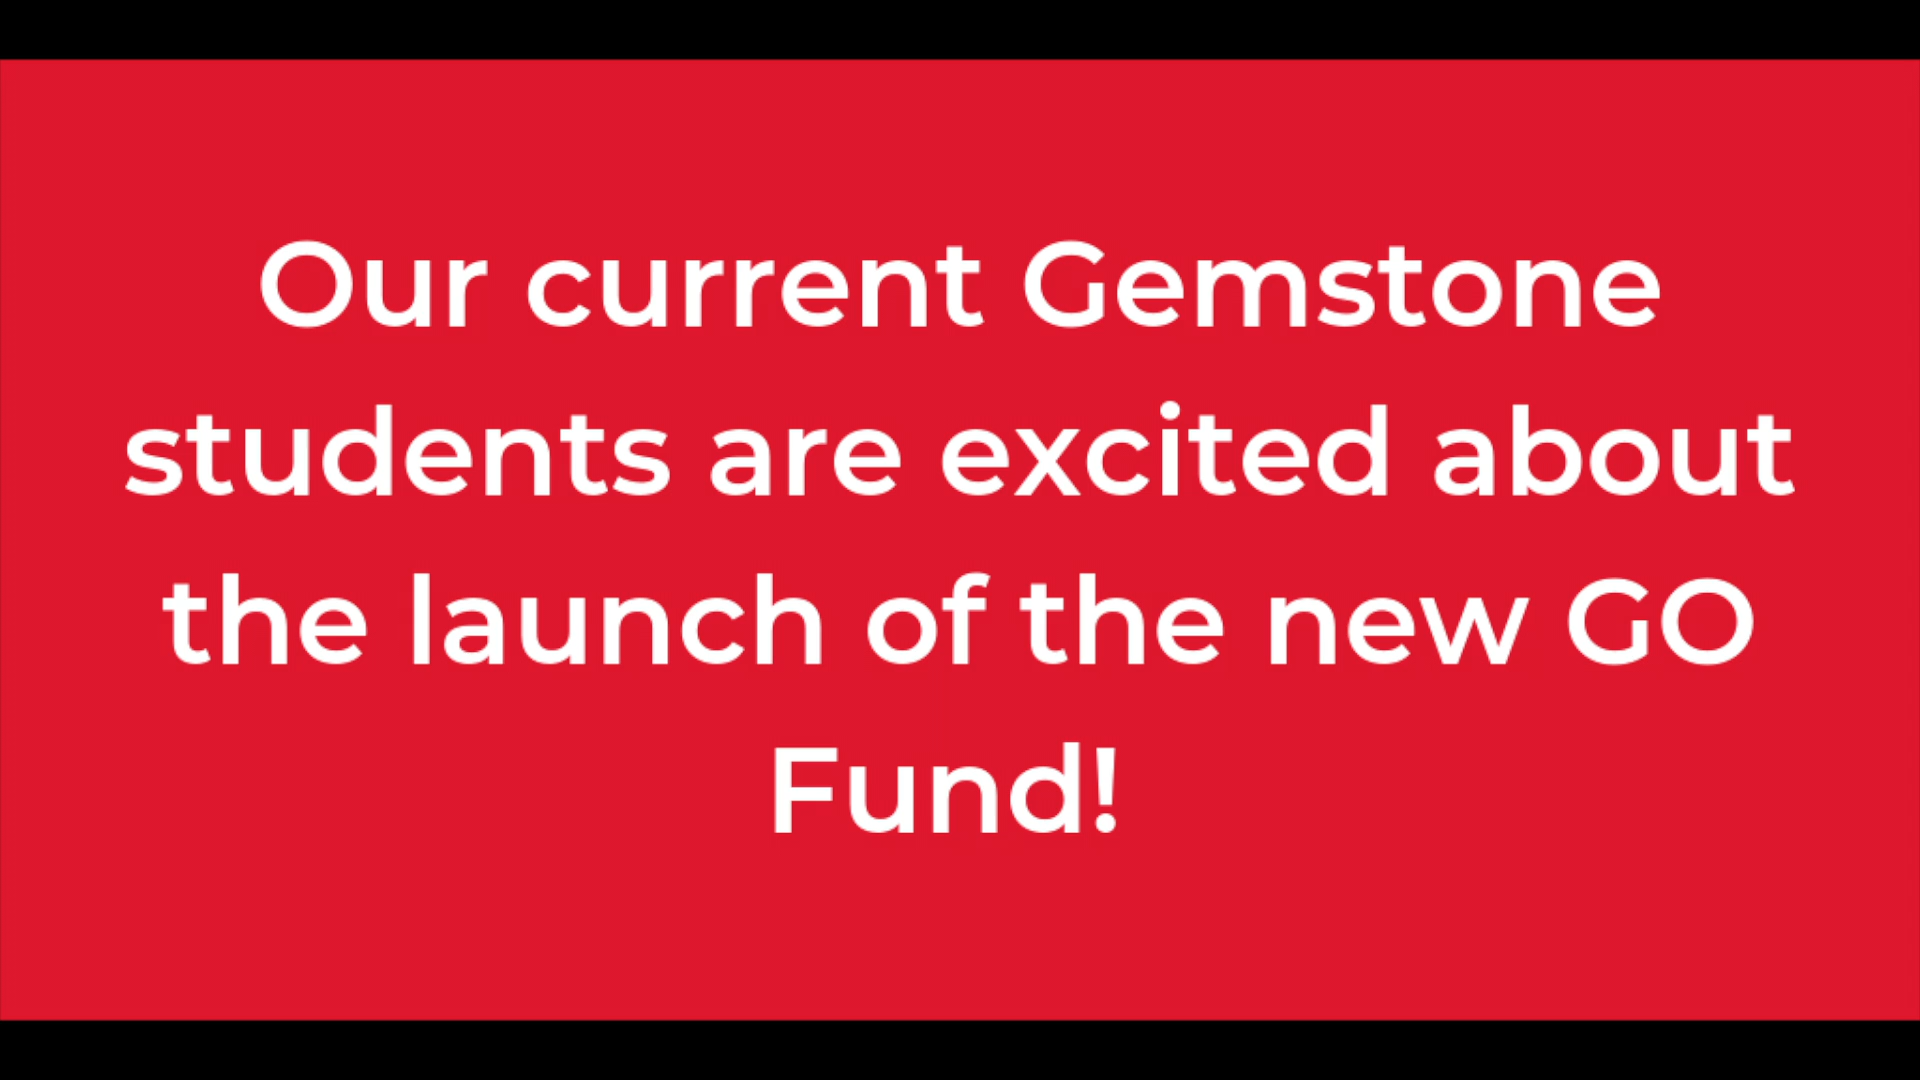 Our current Gemstone
students are excited about
the launch of the new GO
Fund!